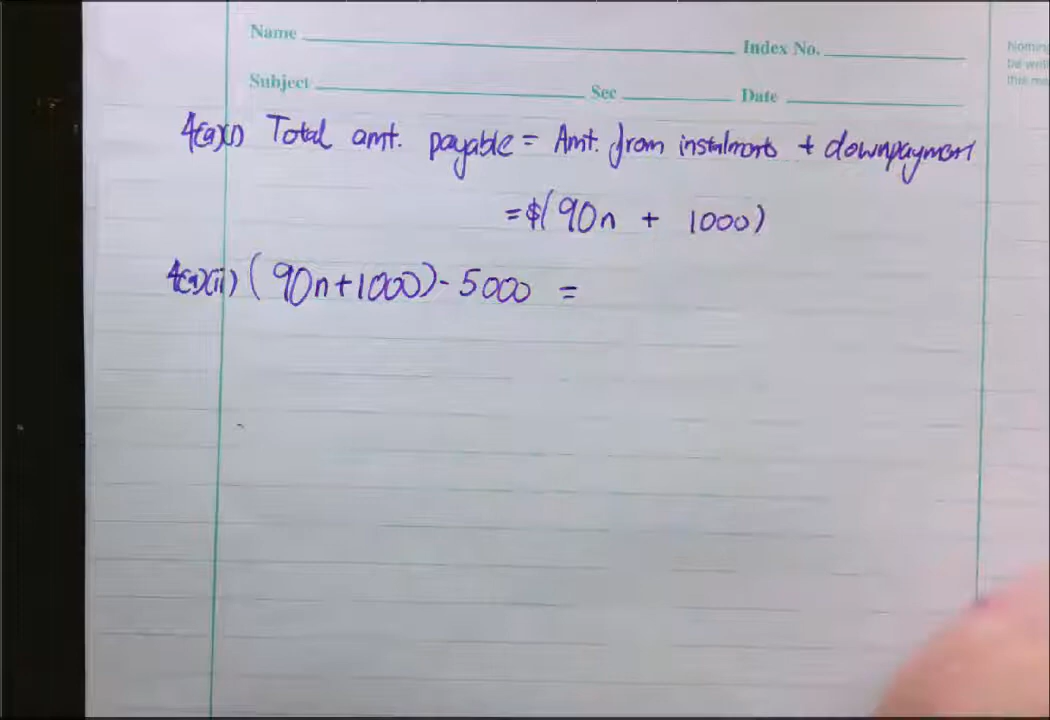 Name
Index No.
Subject
Sec
Date
4(a)(i) Total amt. payable = Amt. from instalments + downpayment
= $(90n + 1000)
4(a)(ii) (90n+1000) - 5000 =